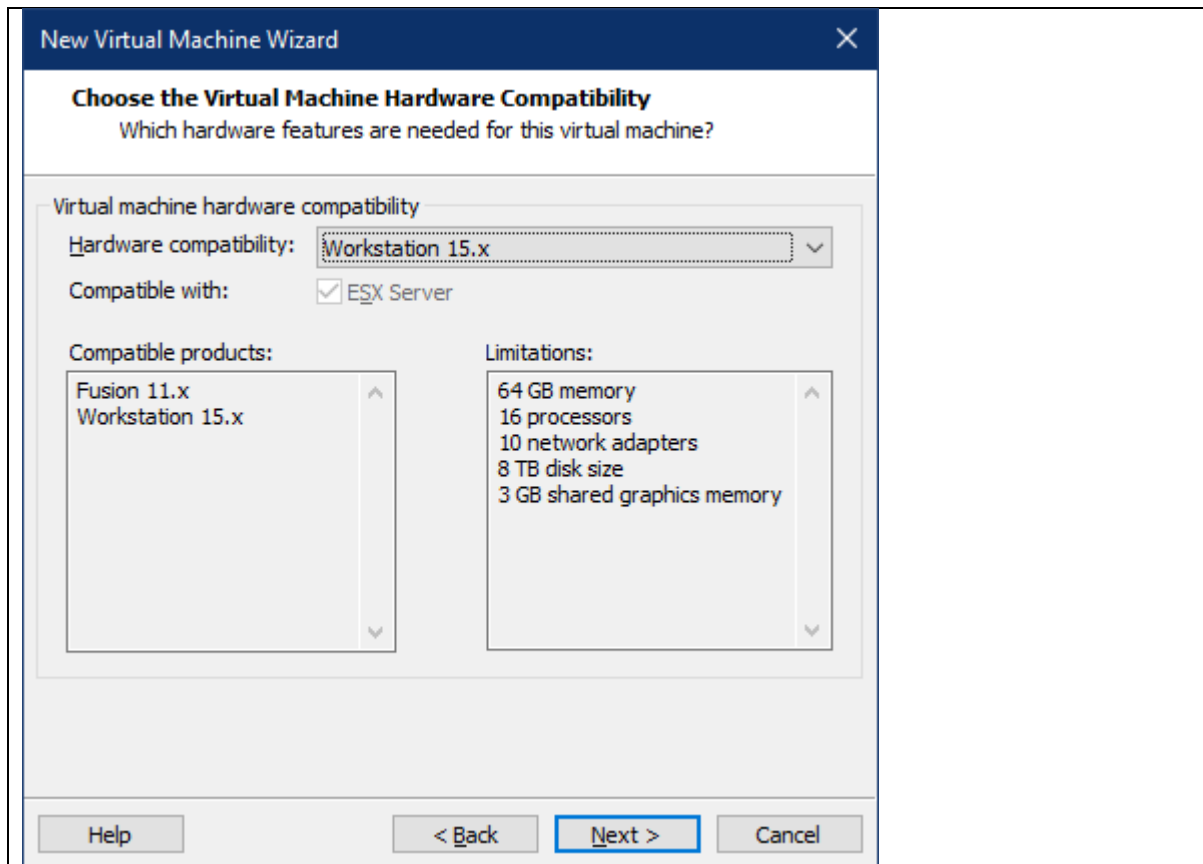 New Virtual Machine Wizard
Choose the Virtual Machine Hardware Compatibility
Which hardware features are needed for this virtual machine?
Virtual machine hardware compatibility
Hardware compatibility: Workstation 15.x
Compatible with: ESX Server
Compatible products: Limitations:
Fusion 11.x
Workstation 15.x
64 GB memory
16 processors
10 network adapters
8 TB disk size
3 GB shared graphics memory
Help < Back Next > Cancel